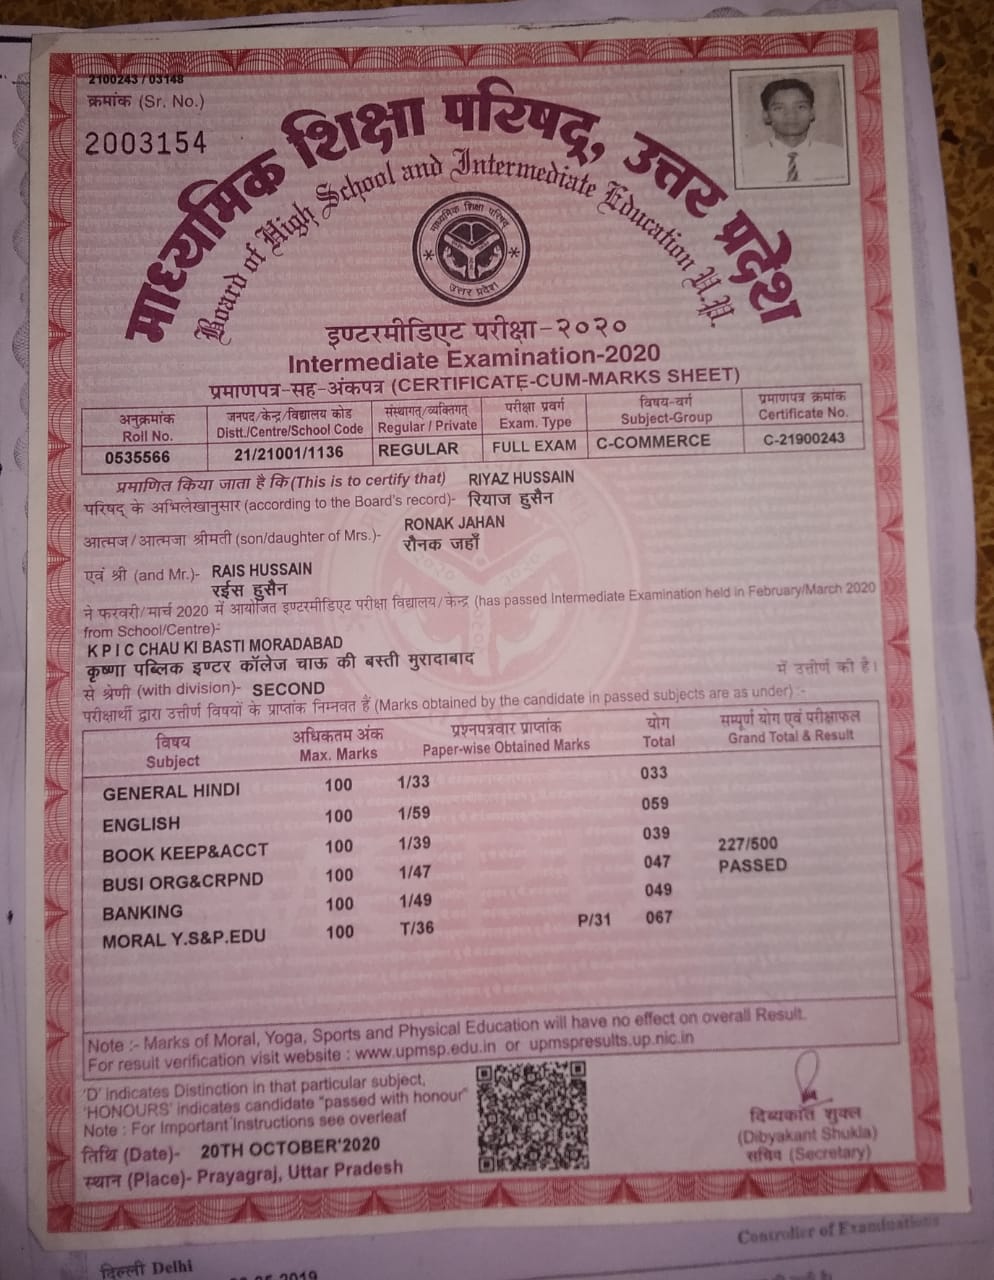 2100243 / 03148
क्रमांक (Sr. No.)
2003154
माध्यमिक शिक्षा परिषद्, उत्तर प्रदेश
Board of High School and Intermediate Education U.P.
माध्यमिक शिक्षा परिषद
उत्तर प्रदेश
इण्टरमीडिएट परीक्षा-२०२०
Intermediate Examination-2020
प्रमाणपत्र-सह-अंकपत्र (CERTIFICATE-CUM-MARKS SHEET)
अनुक्रमांक जनपद/केन्द्र/विद्यालय कोड संस्थागत/व्यक्तिगत परीक्षा प्रवर्ग विषय-वर्ग प्रमाणपत्र क्रमांक
Roll No. Distt./Centre/School Code Regular / Private Exam. Type Subject-Group Certificate No.
0535566 21/21001/1136 REGULAR FULL EXAM C-COMMERCE C-21900243
प्रमाणित किया जाता है कि(This is to certify that) RIYAZ HUSSAIN
परिषद् के अभिलेखानुसार (according to the Board's record)- रियाज हुसैन
RONAK JAHAN
आत्मज/आत्मजा श्रीमती (son/daughter of Mrs.)- रौनक जहाँ
एवं श्री (and Mr.)- RAIS HUSSAIN
रईस हुसैन
ने फरवरी/मार्च 2020 में आयोजित इण्टरमीडिएट परीक्षा विद्यालय/केन्द्र (has passed Intermediate Examination held in February/March 2020
from School/Centre)-
K P I C CHAU KI BASTI MORADABAD
कृष्णा पब्लिक इण्टर कॉलेज चाऊ की बस्ती मुरादाबाद में उत्तीर्ण की है।
से श्रेणी (with division)- SECOND
परीक्षार्थी द्वारा उत्तीर्ण विषयों के प्राप्तांक निम्नवत हैं (Marks obtained by the candidate in passed subjects are as under) :-
विषय अधिकतम अंक प्रश्नपत्रवार प्राप्तांक योग सम्पूर्ण योग एवं परीक्षाफल
Subject Max. Marks Paper-wise Obtained Marks Total Grand Total & Result
GENERAL HINDI 100 1/33 033
ENGLISH 100 1/59 059
BOOK KEEP&ACCT 100 1/39 039 227/500
BUSI ORG&CRPND 100 1/47 047 PASSED
BANKING 100 1/49 049
MORAL Y.S&P.EDU 100 T/36 P/31 067
Note :- Marks of Moral, Yoga, Sports and Physical Education will have no effect on overall Result.
For result verification visit website : www.upmsp.edu.in or upmspresults.up.nic.in
'D' Indicates Distinction in that particular subject,
'HONOURS' indicates candidate "passed with honour"
Note : For Important Instructions see overleaf
तिथि (Date)- 20TH OCTOBER'2020
स्थान (Place)- Prayagraj, Uttar Pradesh
दिव्यकांत शुक्ल
(Dibyakant Shukla)
सचिव (Secretary)
Controller of Examinations
दिल्ली Delhi